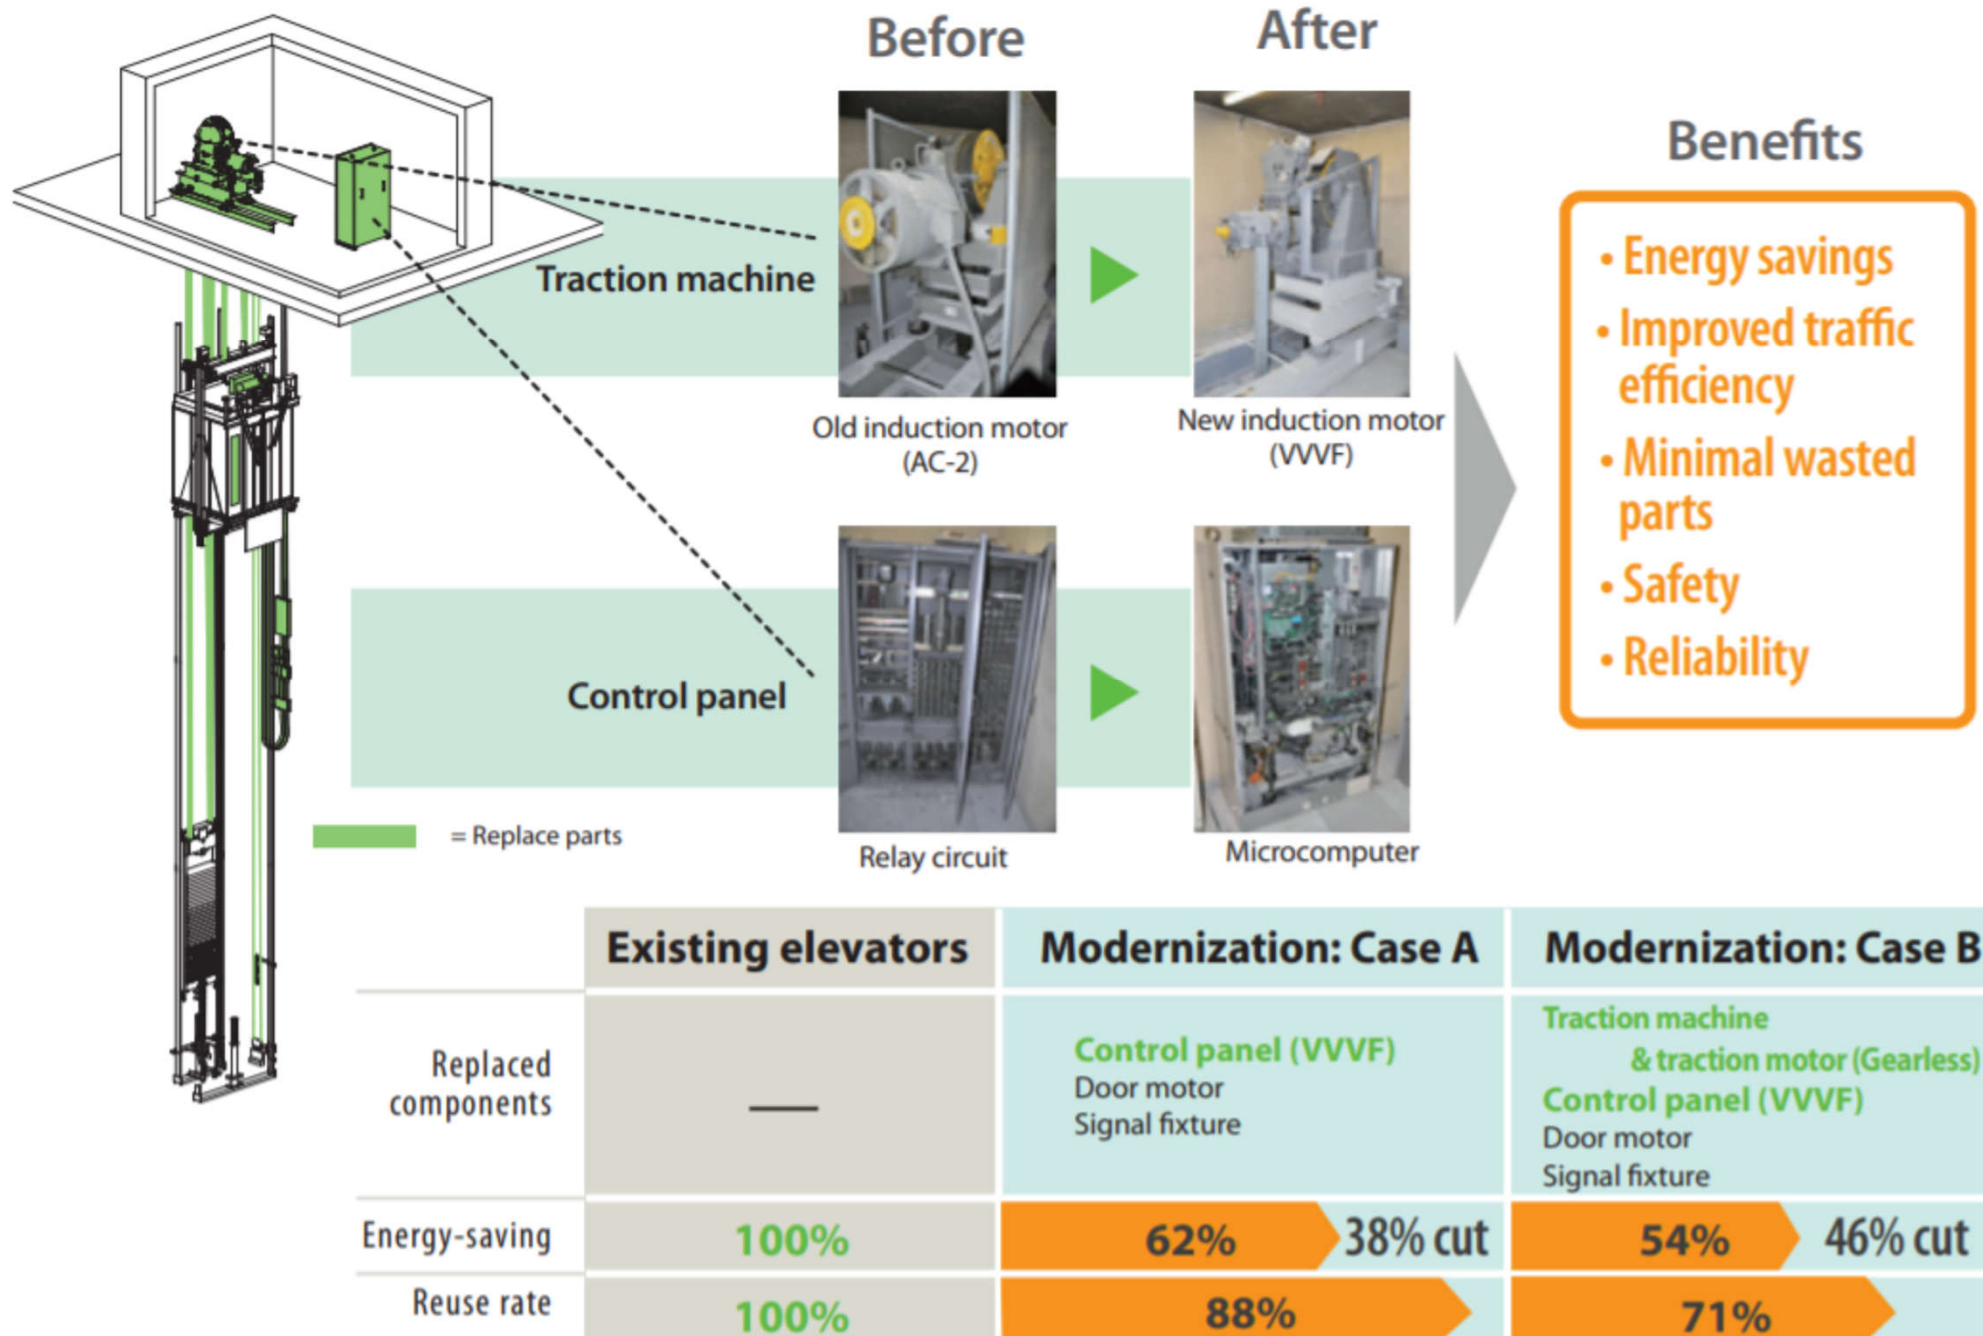 Before
After
Benefits
Traction machine
Old induction motor
(AC-2)
New induction motor
(VVVF)
• Energy savings
• Improved traffic
efficiency
• Minimal wasted
parts
• Safety
• Reliability
Control panel
Relay circuit
Microcomputer
= Replace parts
Existing elevators
Modernization: Case A
Modernization: Case B
Replaced
components
—
Control panel (VVVF)
Door motor
Signal fixture
Traction machine
& traction motor (Gearless)
Control panel (VVVF)
Door motor
Signal fixture
Energy-saving
100%
62%
38% cut
54%
46% cut
Reuse rate
100%
88%
71%